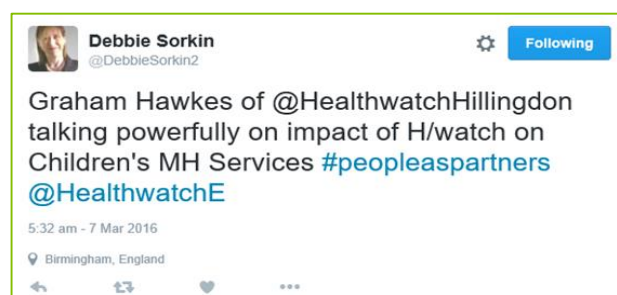 Debbie Sorkin
@DebbieSorkin2
Following
Graham Hawkes of @HealthwatchHillingdon
talking powerfully on impact of H/watch on
Children's MH Services #peopleaspartners
@HealthwatchE
5:32 am - 7 Mar 2016
Birmingham, England